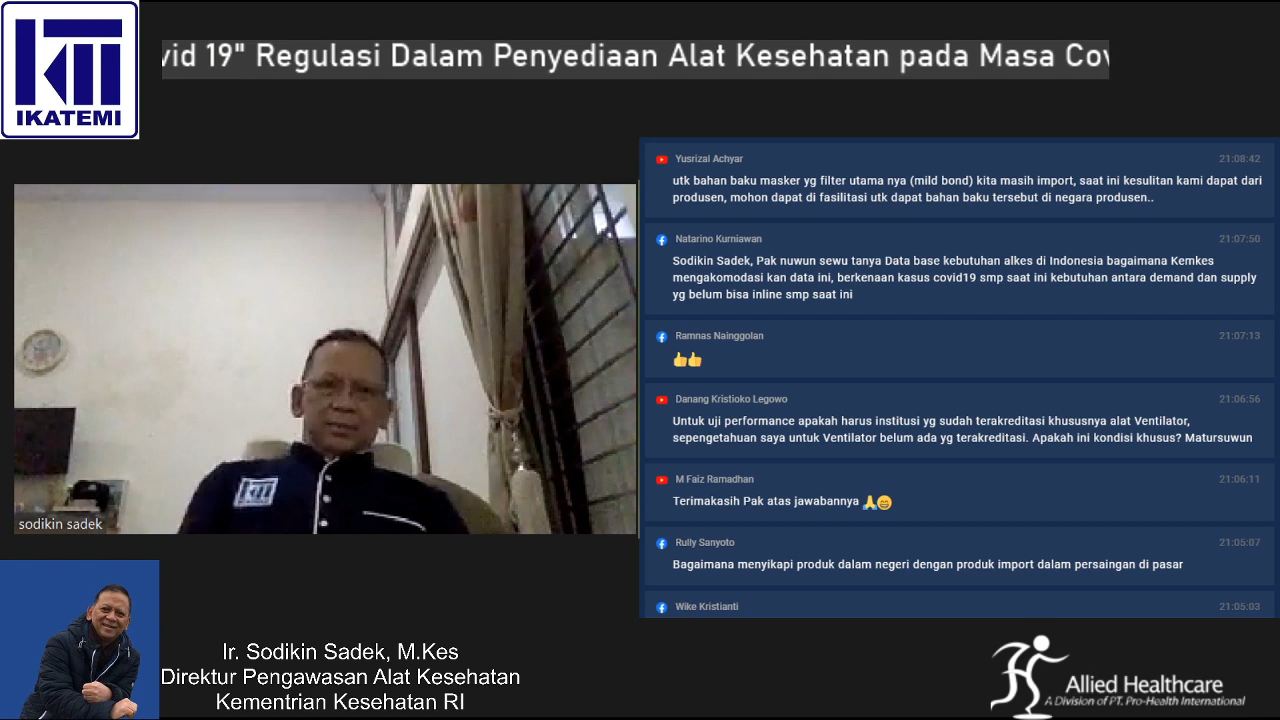 vid 19" Regulasi Dalam Penyediaan Alat Kesehatan pada Masa Cov
IKATEMI
Yusrizal Achyar 21:08:42
utk bahan baku masker yg filter utama nya (mild bond) kita masih import, saat ini kesulitan kami dapat dari
produsen, mohon dapat di fasilitasi utk dapat bahan baku tersebut di negara produsen..
Natarino Kurniawan 21:07:50
Sodikin Sadek, Pak nuwun sewu tanya Data base kebutuhan alkes di Indonesia bagaimana Kemkes
mengakomodasi kan data ini, berkenaan kasus covid19 smp saat ini kebutuhan antara demand dan supply
yg belum bisa inline smp saat ini
Ramnas Nainggolan 21:07:13
👍👍
Danang Kristioko Legowo 21:06:56
Untuk uji performance apakah harus institusi yg sudah terakreditasi khususnya alat Ventilator,
sepengetahuan saya untuk Ventilator belum ada yg terakreditasi. Apakah ini kondisi khusus? Matursuwun
M Faiz Ramadhan 21:06:11
Terimakasih Pak atas jawabannya 🙏😄
Rully Sanyoto 21:05:07
Bagaimana menyikapi produk dalam negeri dengan produk import dalam persaingan di pasar
Wike Kristianti 21:05:03
sodikin sadek
Ir. Sodikin Sadek, M.Kes
Direktur Pengawasan Alat Kesehatan
Kementrian Kesehatan RI
Allied Healthcare
A Division of PT. Pro-Health International